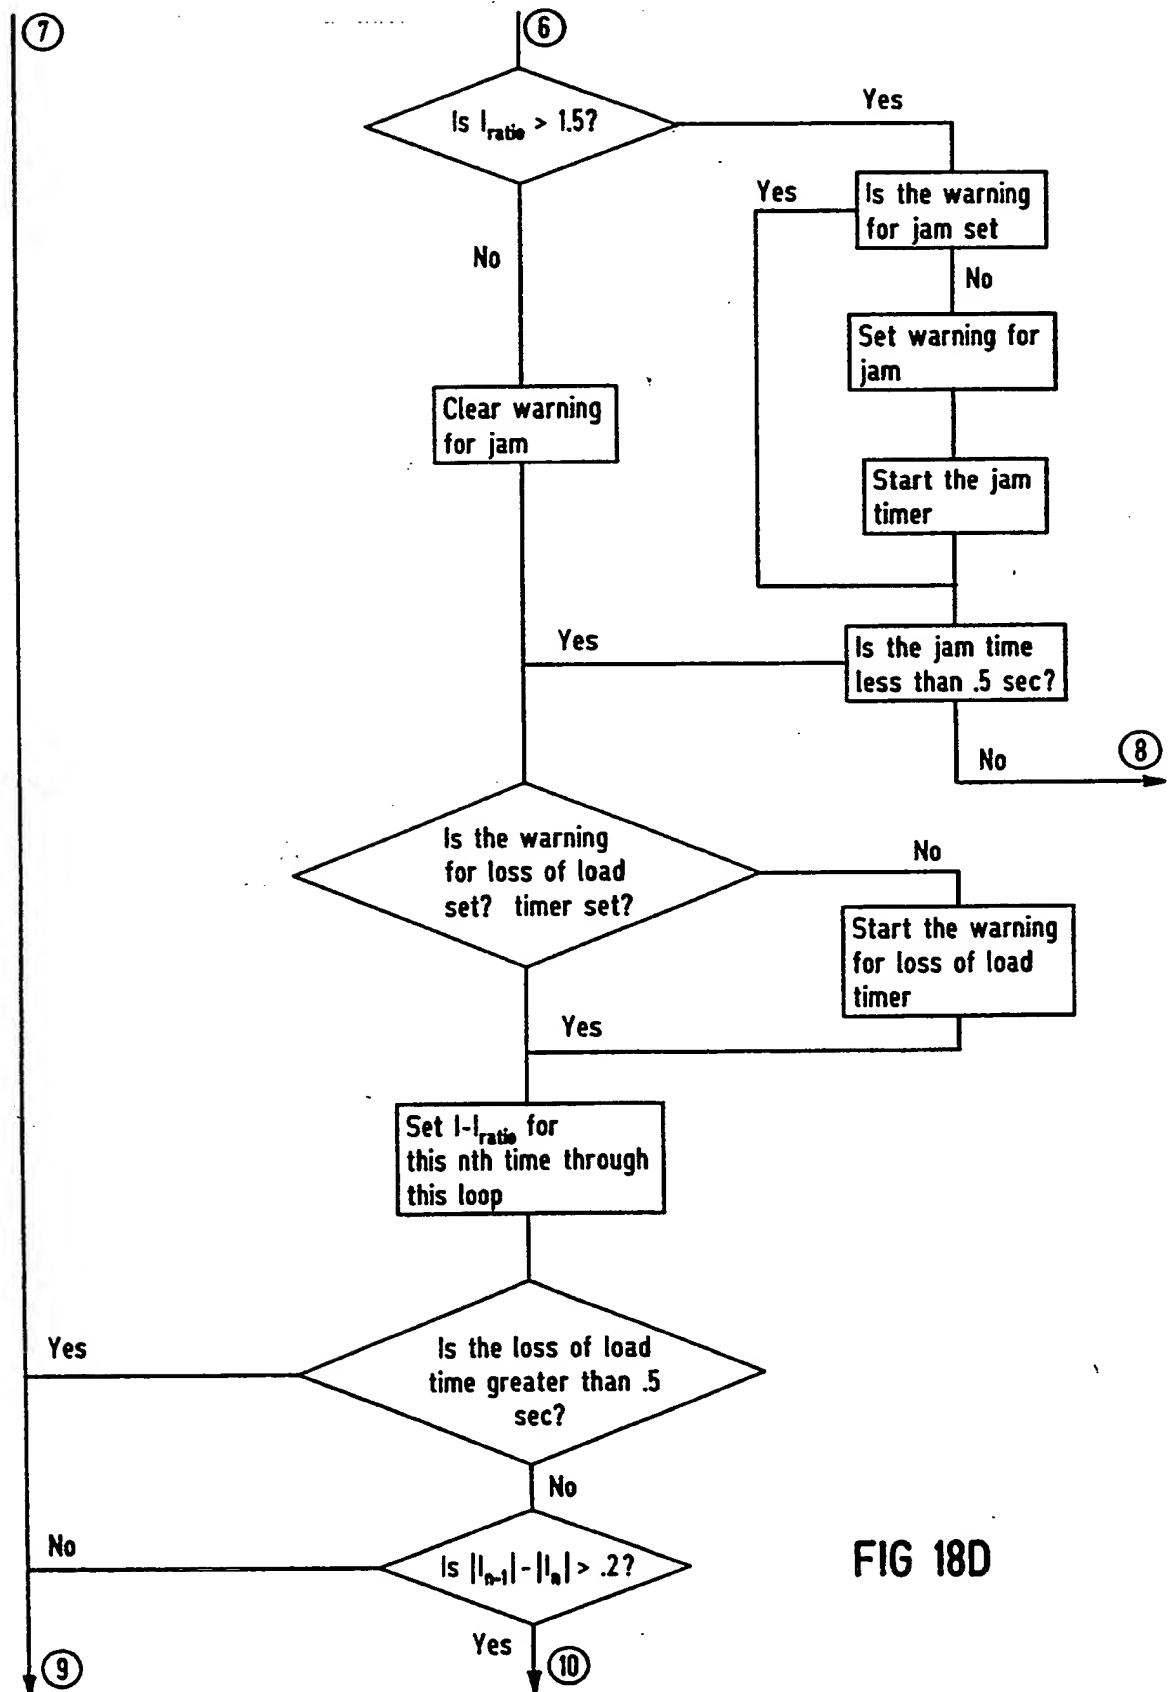 7
6
Is I_ratio > 1.5?
Yes
Yes
Is the warning
for jam set
No
No
Set warning for
jam
Clear warning
for jam
Start the jam
timer
Yes
Is the jam time
less than .5 sec?
No
8
Is the warning
for loss of load
set? timer set?
No
Start the warning
for loss of load
timer
Yes
Set I-I_ratio for
this nth time through
this loop
Yes
Is the loss of load
time greater than .5
sec?
No
No
Is |I_n-1| - |I_n| > .2?
FIG 18D
Yes
9
10